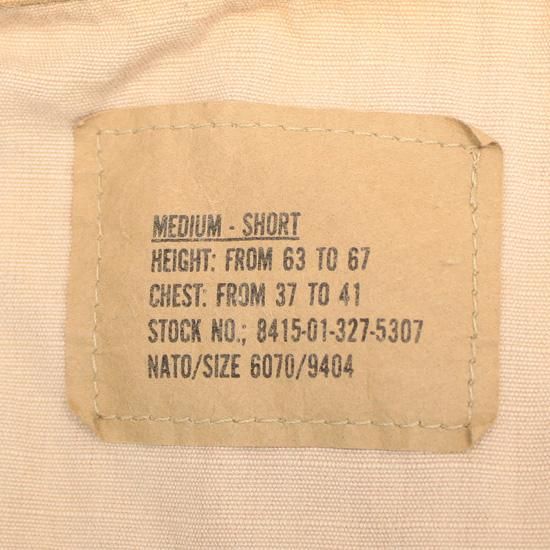 MEDIUM - SHORT
HEIGHT: FROM 63 TO 67
CHEST: FROM 37 TO 41
STOCK NO.; 8415-01-327-5307
NATO/SIZE 6070/9404